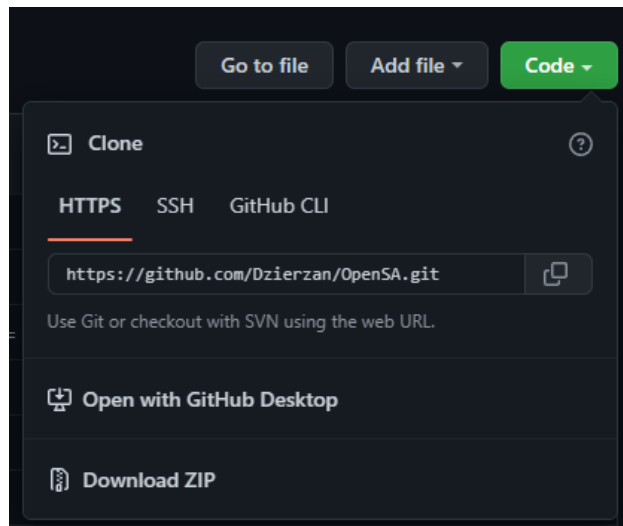 Go to file Add file Code
Clone
HTTPS SSH GitHub CLI
https://github.com/Dzierzan/OpenSA.git
Use Git or checkout with SVN using the web URL.
Open with GitHub Desktop
Download ZIP